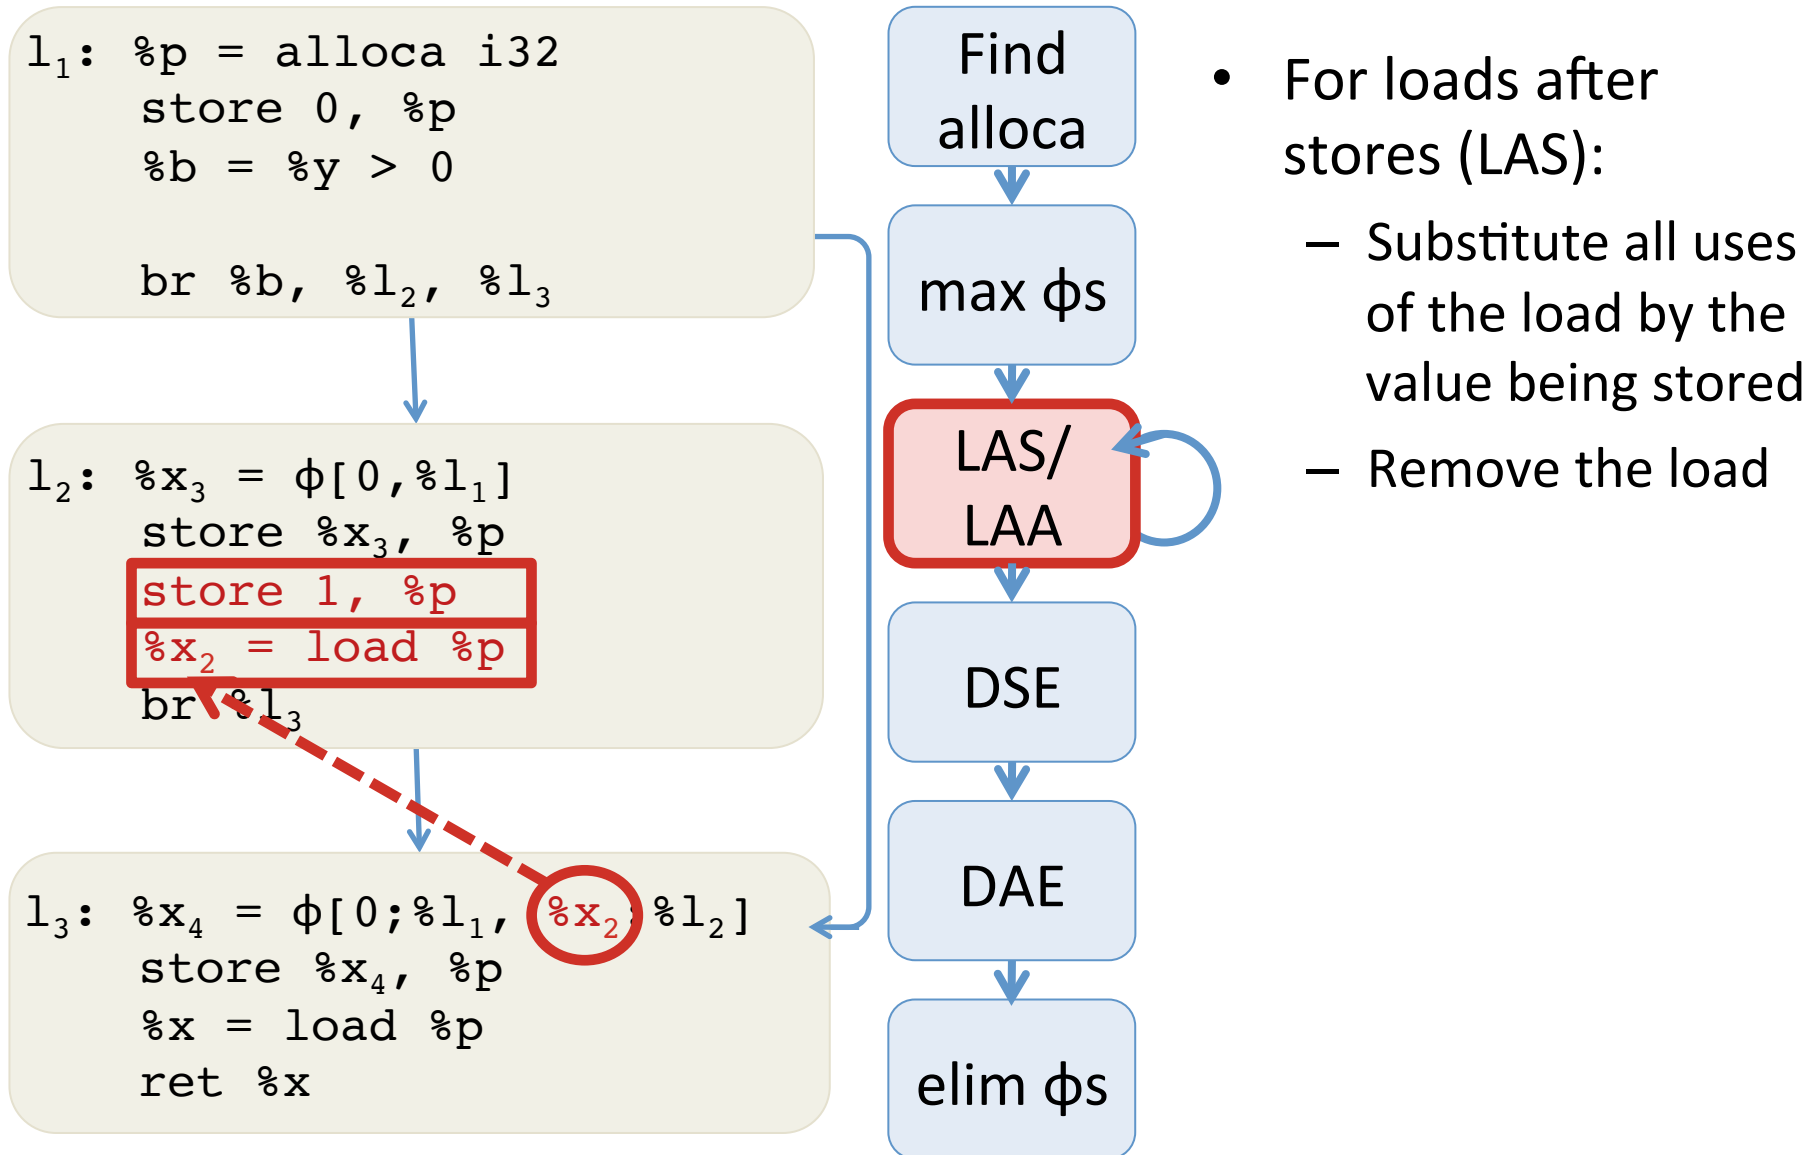 l₁: %p = alloca i32
store 0, %p
%b = %y > 0
br %b, %l₂, %l₃
l₂: %x₃ = ϕ[0,%l₁]
store %x₃, %p
store 1, %p
%x₂ = load %p
br %l₃
l₃: %x₄ = ϕ[0;%l₁, %x₂:%l₂]
store %x₄, %p
%x = load %p
ret %x
Find
alloca
max ϕs
LAS/
LAA
DSE
DAE
elim ϕs
• For loads after
stores (LAS):
– Substitute all uses
of the load by the
value being stored
– Remove the load